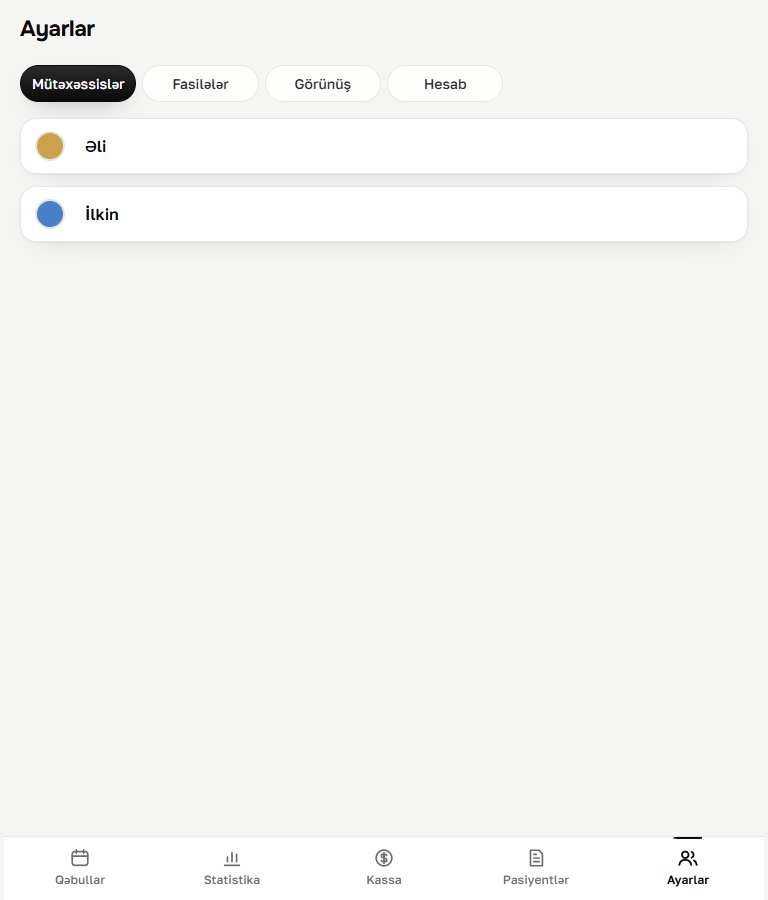 Ayarlar
Mütəxəssislər Fasilələr Görünüş Hesab
Əli
İlkin
Qəbullar Statistika Kassa Pasiyentlər Ayarlar